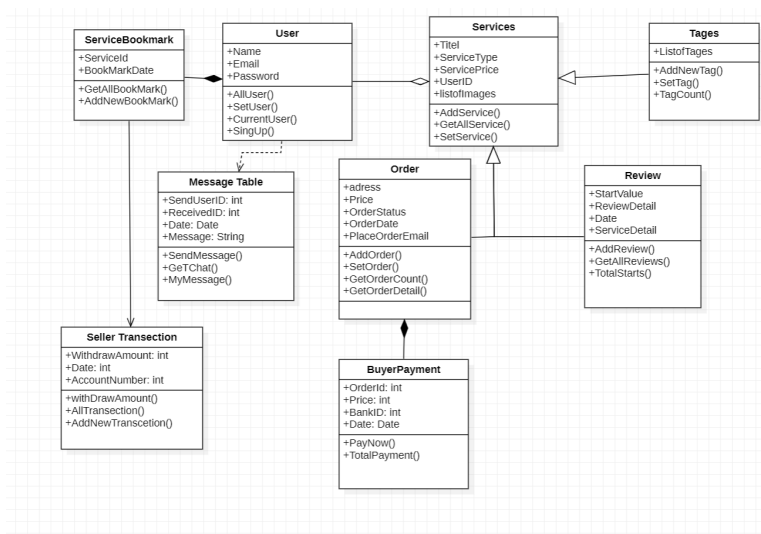 ServiceBookmark
+ServiceId
+BookMarkDate
+GetAllBookMark()
+AddNewBookMark()
User
+Name
+Email
+Password
+AllUser()
+SetUser()
+CurrentUser()
+SingUp()
Services
+Titel
+ServiceType
+ServicePrice
+UserID
+listofImages
+AddService()
+GetAllService()
+SetService()
Tages
+ListofTages
+AddNewTag()
+SetTag()
+TagCount()
Message Table
+SendUserID: int
+ReceivedID: int
+Date: Date
+Message: String
+SendMessage()
+GeTChat()
+MyMessage()
Order
+adress
+Price
+OrderStatus
+OrderDate
+PlaceOrderEmail
+AddOrder()
+SetOrder()
+GetOrderCount()
+GetOrderDetail()
Review
+StartValue
+ReviewDetail
+Date
+ServiceDetail
+AddReview()
+GetAllReviews()
+TotalStarts()
Seller Transection
+WithdrawAmount: int
+Date: int
+AccountNumber: int
+withDrawAmount()
+AllTransection()
+AddNewTranscetion()
BuyerPayment
+OrderId: int
+Price: int
+BankID: int
+Date: Date
+PayNow()
+TotalPayment()